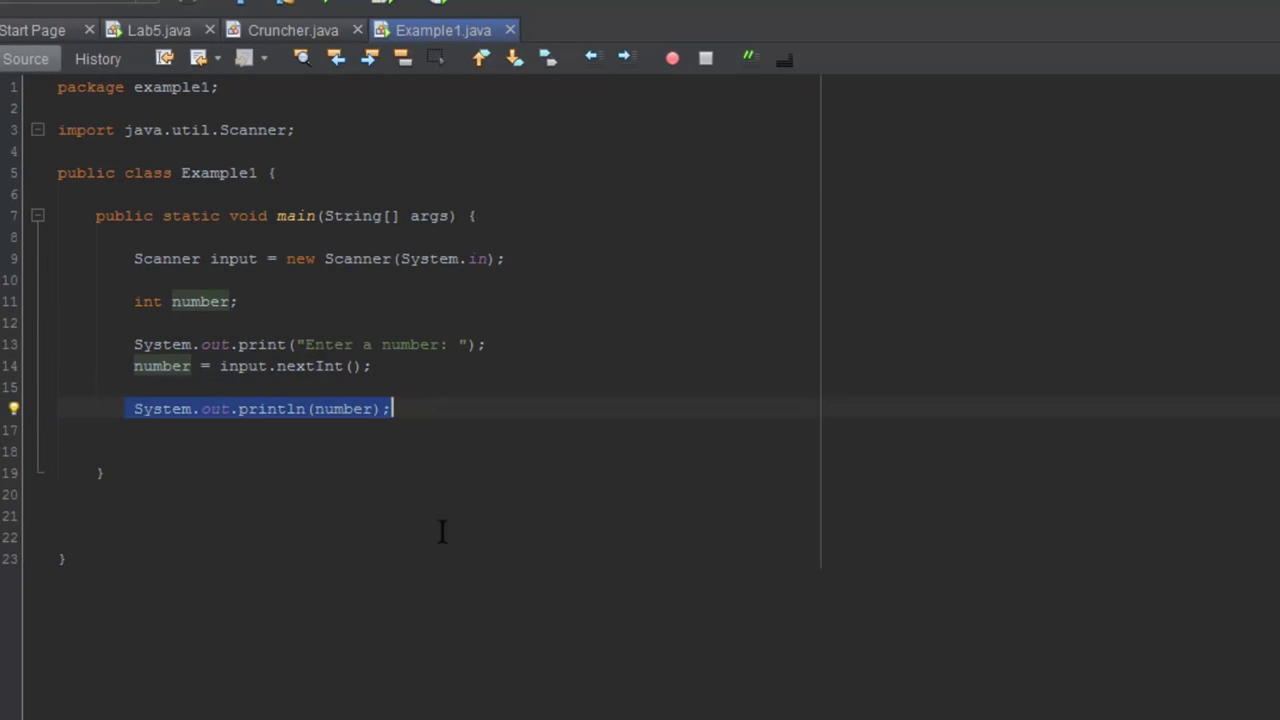 Start Page Lab5.java Cruncher.java Example1.java
Source History
1 package example1;
2
3 import java.util.Scanner;
4
5 public class Example1 {
6
7 public static void main(String[] args) {
8
9 Scanner input = new Scanner(System.in);
10
11 int number;
12
13 System.out.print("Enter a number: ");
14 number = input.nextInt();
15
System.out.println(number);
17
18
19 }
20
21
22
23 }